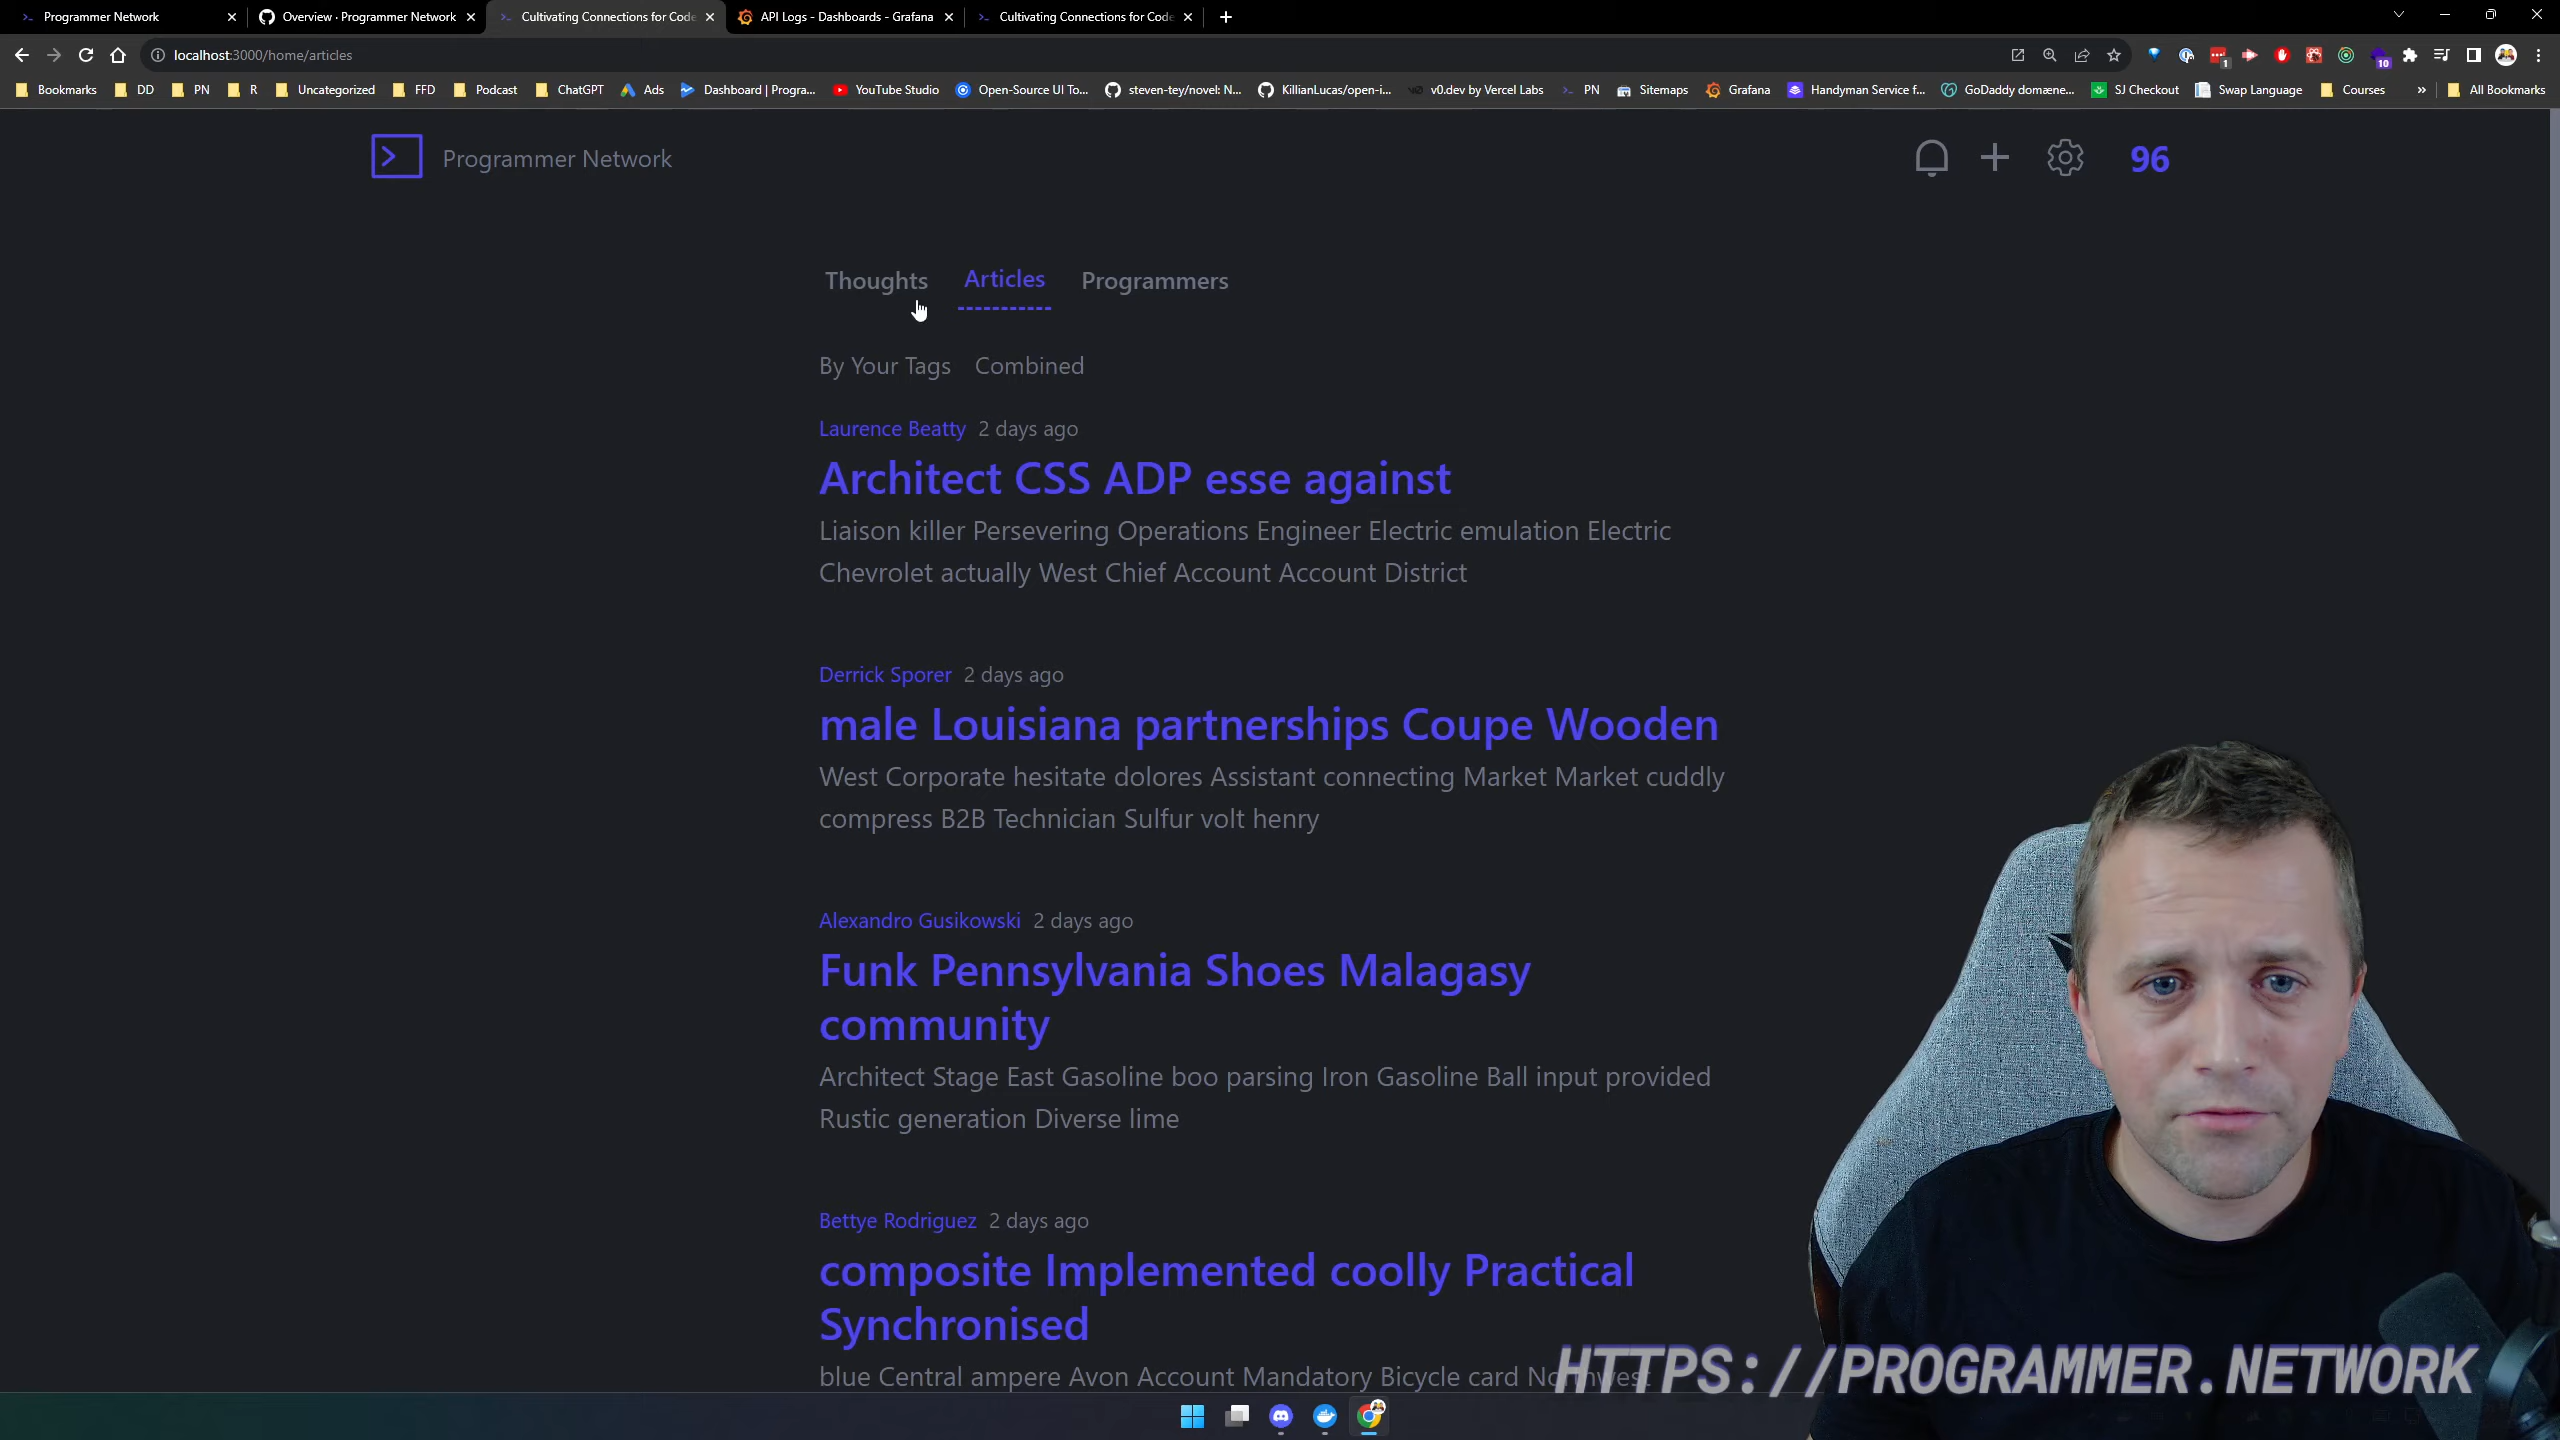 Programmer Network
Overview · Programmer Network
Cultivating Connections for Code
API Logs - Dashboards - Grafana
Cultivating Connections for Code
localhost:3000/home/articles
1
10
Bookmarks
DD
PN
R
Uncategorized
FFD
Podcast
ChatGPT
Ads
Dashboard | Progra...
YouTube Studio
Open-Source UI To...
steven-tey/novel: N...
KillianLucas/open-i...
v0.dev by Vercel Labs
PN
Sitemaps
Grafana
Handyman Service f...
GoDaddy domæne...
SJ Checkout
Swap Language
Courses
»
All Bookmarks
Programmer Network
96
Thoughts
Articles
Programmers
By Your Tags
Combined
Laurence Beatty 2 days ago
Architect CSS ADP esse against
Liaison killer Persevering Operations Engineer Electric emulation Electric
Chevrolet actually West Chief Account Account District
Derrick Sporer 2 days ago
male Louisiana partnerships Coupe Wooden
West Corporate hesitate dolores Assistant connecting Market Market cuddly
compress B2B Technician Sulfur volt henry
Alexandro Gusikowski 2 days ago
Funk Pennsylvania Shoes Malagasy
community
Architect Stage East Gasoline boo parsing Iron Gasoline Ball input provided
Rustic generation Diverse lime
Bettye Rodriguez 2 days ago
composite Implemented coolly Practical
Synchronised
blue Central ampere Avon Account Mandatory Bicycle card Northwest
HTTPS://PROGRAMMER.NETWORK